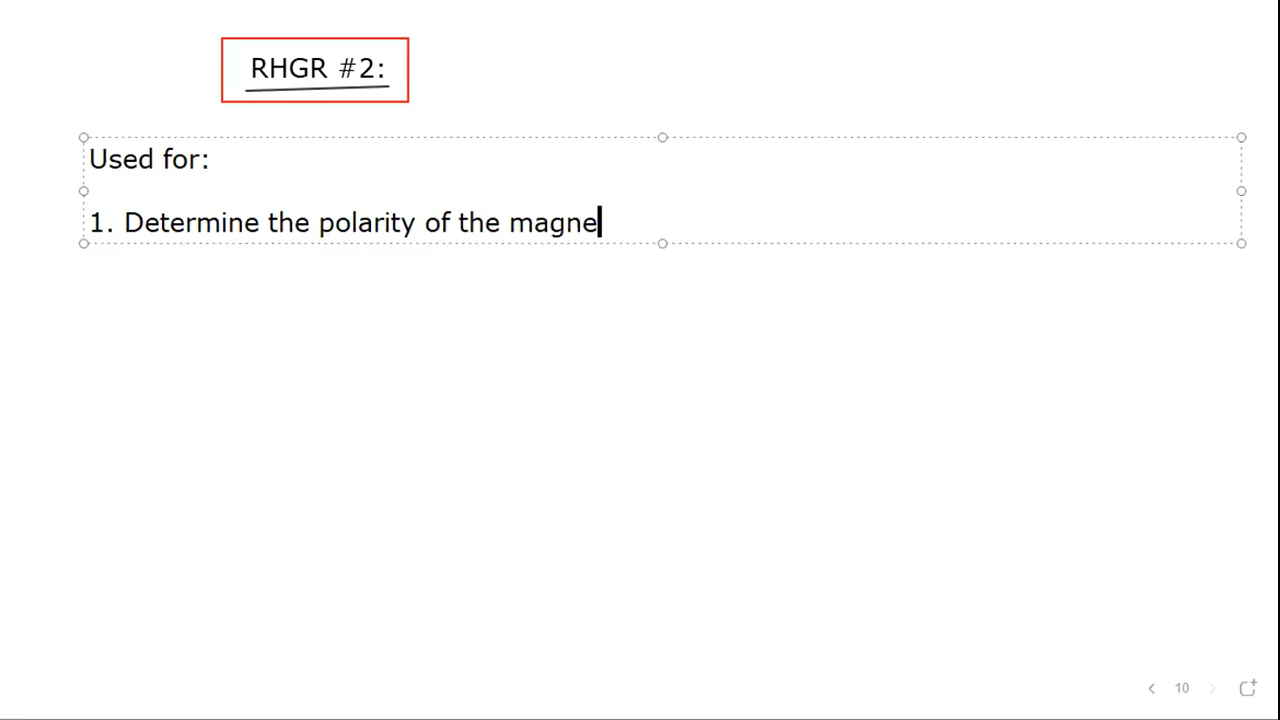 RHGR #2:
Used for:
1. Determine the polarity of the magne
10